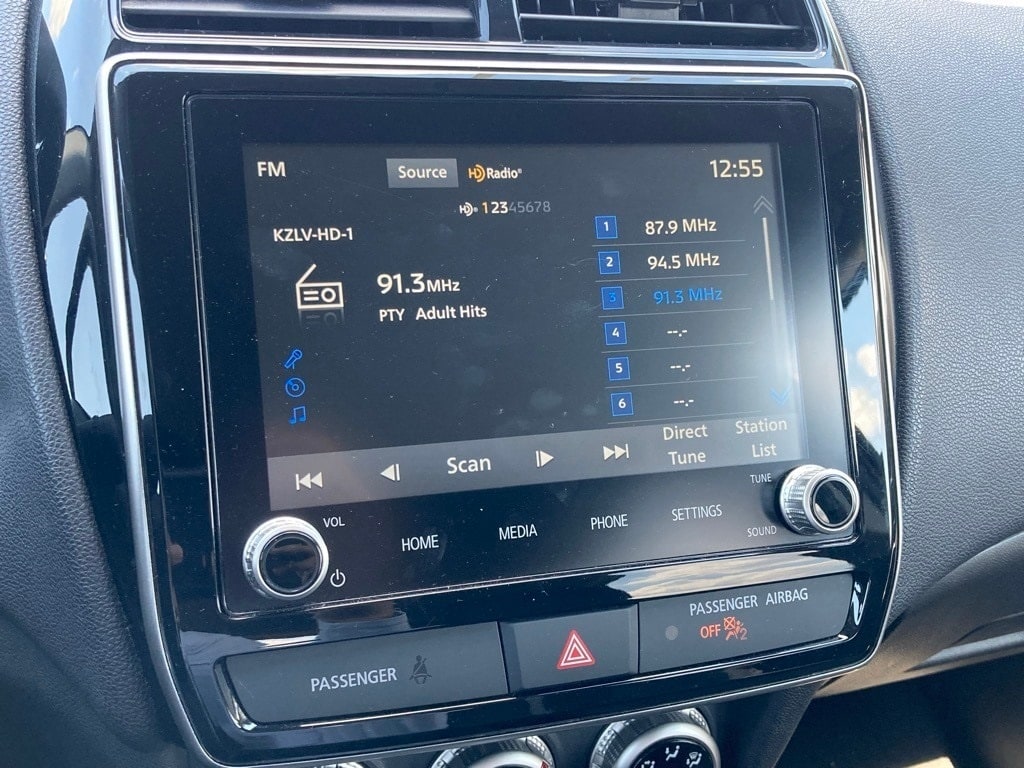 FM Source HD Radio® 12:55
HD® 12345678
KZLV-HD-1
91.3MHz
PTY Adult Hits
1 87.9 MHz
2 94.5 MHz
3 91.3 MHz
4 --.-
5 --.-
6 --.-
Scan
Direct Tune
Station List
VOL
HOME MEDIA PHONE SETTINGS
TUNE
SOUND
PASSENGER
PASSENGER AIRBAG
OFF 2